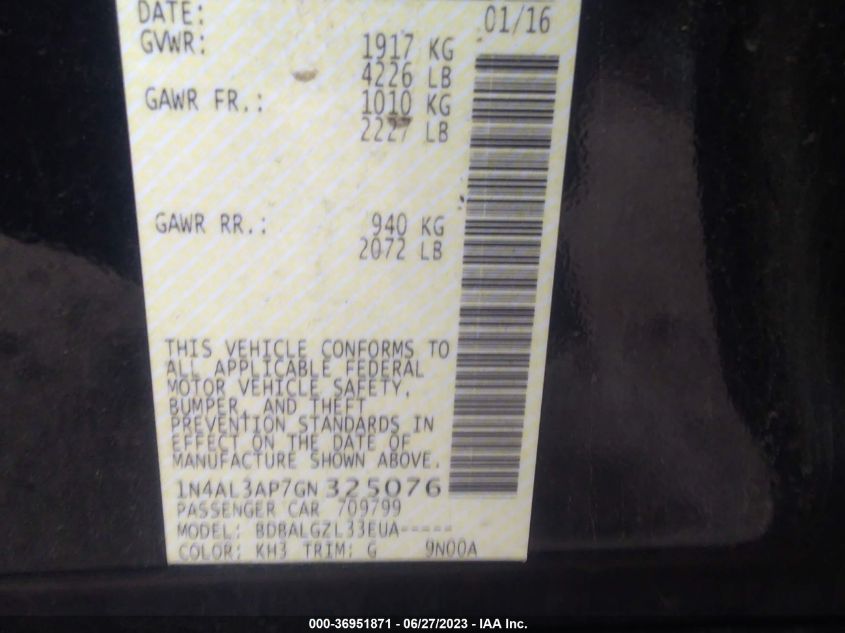 DATE: 01/16
GVWR: 1917 KG
4226 LB
GAWR FR.: 1010 KG
2227 LB
GAWR RR.: 940 KG
2072 LB
THIS VEHICLE CONFORMS TO
ALL APPLICABLE FEDERAL
MOTOR VEHICLE SAFETY,
BUMPER, AND THEFT
PREVENTION STANDARDS IN
EFFECT ON THE DATE OF
MANUFACTURE SHOWN ABOVE.
1N4AL3AP7GN325076
PASSENGER CAR 709799
MODEL: BDBALGZL33EUA-----
COLOR: KH3 TRIM: G 9N00A
000-36951871 - 06/27/2023 - IAA Inc.